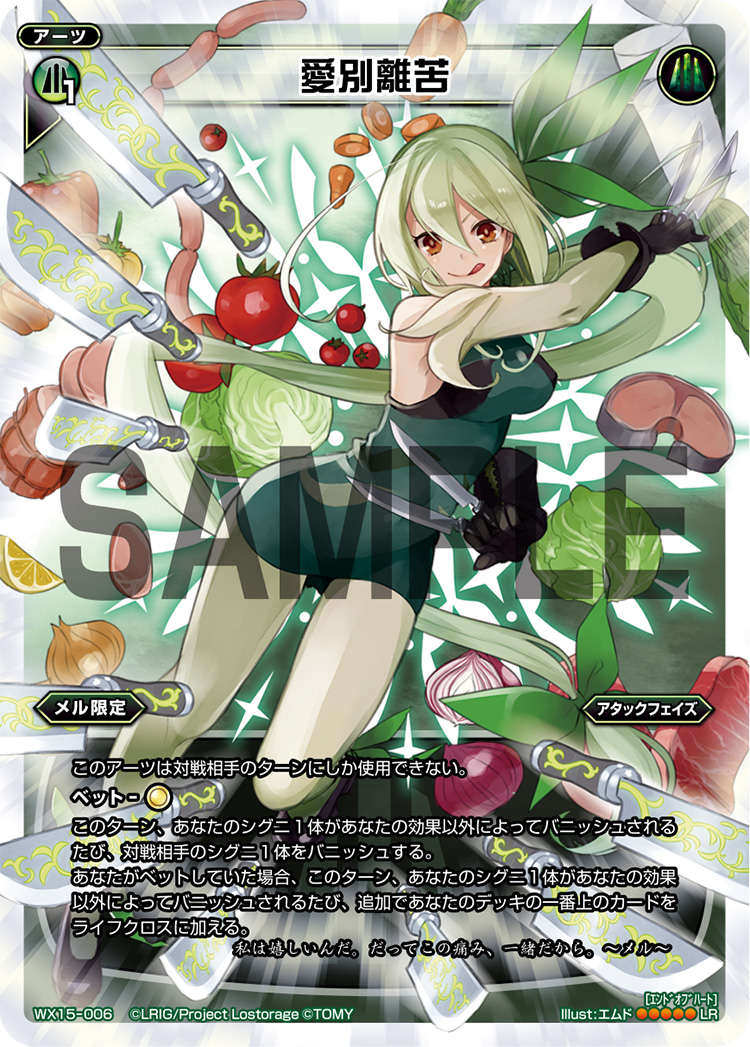 アーツ
1
愛別離苦
SAMPLE
メル限定
アタックフェイズ
このアーツは対戦相手のターンにしか使用できない。
ベット-
このターン、あなたのシグニ1体があなたの効果以外によってバニッシュされる
たび、対戦相手のシグニ1体をバニッシュする。
あなたがベットしていた場合、このターン、あなたのシグニ1体があなたの効果
以外によってバニッシュされるたび、追加であなたのデッキの一番上のカードを
ライフクロスに加える。
私は嬉しいんだ。だってこの痛み、一緒だから。～メル～
[エンドオブハート]
WX15-006 ©LRIG/Project Lostorage ©TOMY Illust:エムド LR